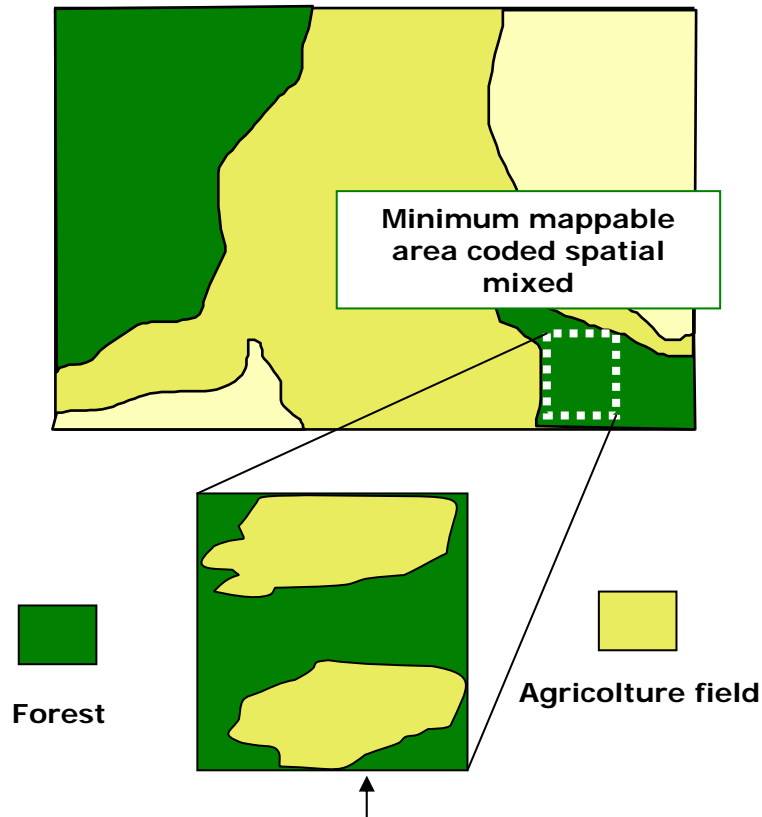 Minimum mappable
area coded spatial
mixed
Forest
Agricolture field